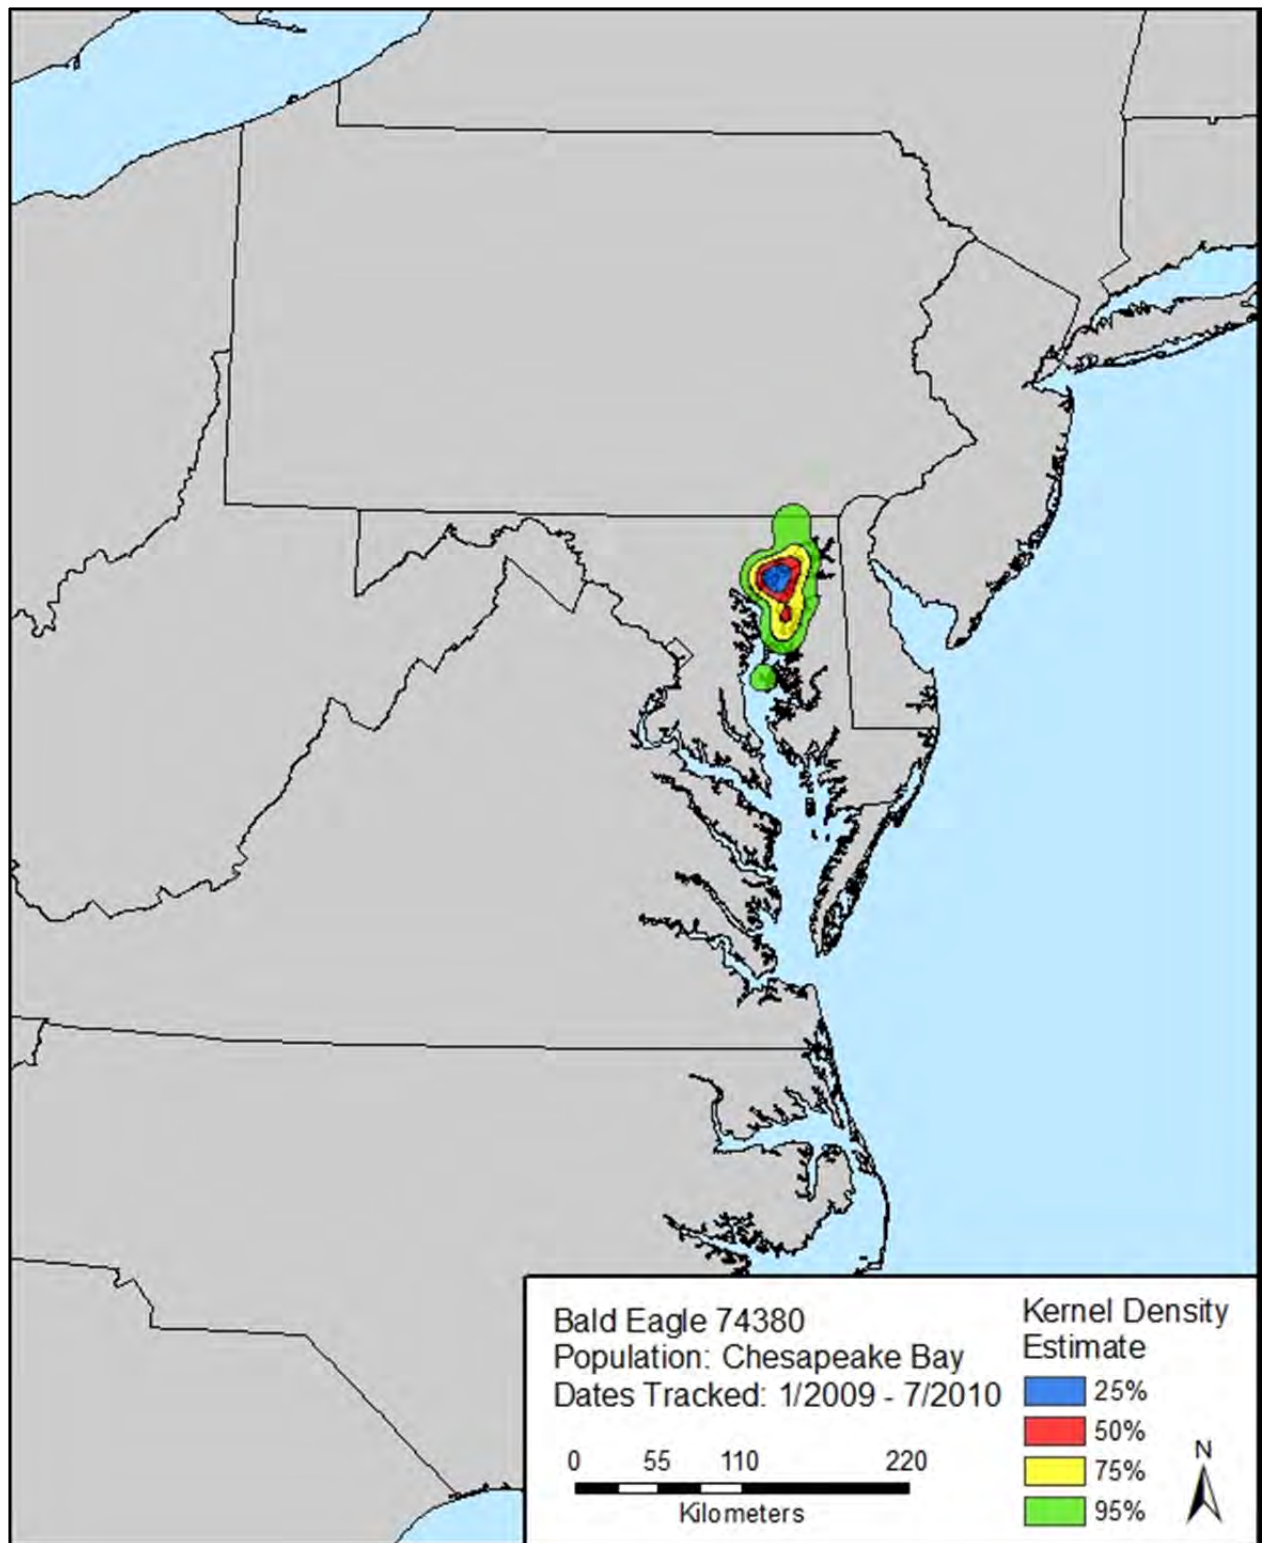 Bald Eagle 74380
Population: Chesapeake Bay
Dates Tracked: 1/2009 - 7/2010
0 55 110 220
Kilometers
Kernel Density
Estimate
25%
50%
75%
95%
N